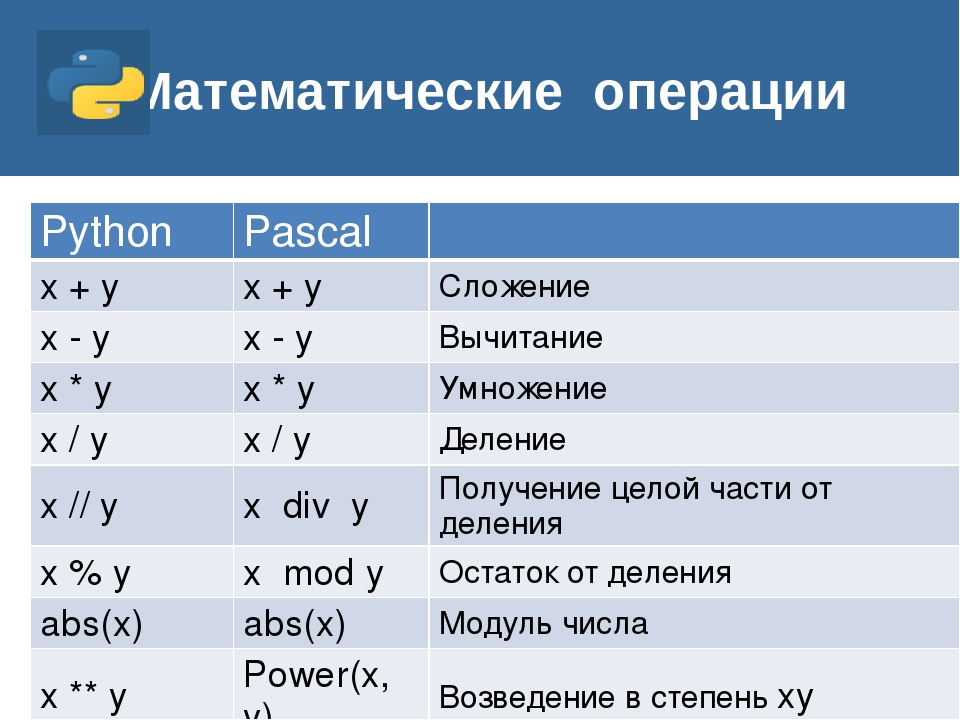 Математические операции
Python Pascal
x + y x + y Сложение
x - y x - y Вычитание
x * y x * y Умножение
x / y x / y Деление
x // y x div y Получение целой части от
деления
x % y x mod y Остаток от деления
abs(x) abs(x) Модуль числа
x ** y Power(x, y) Возведение в степень xy